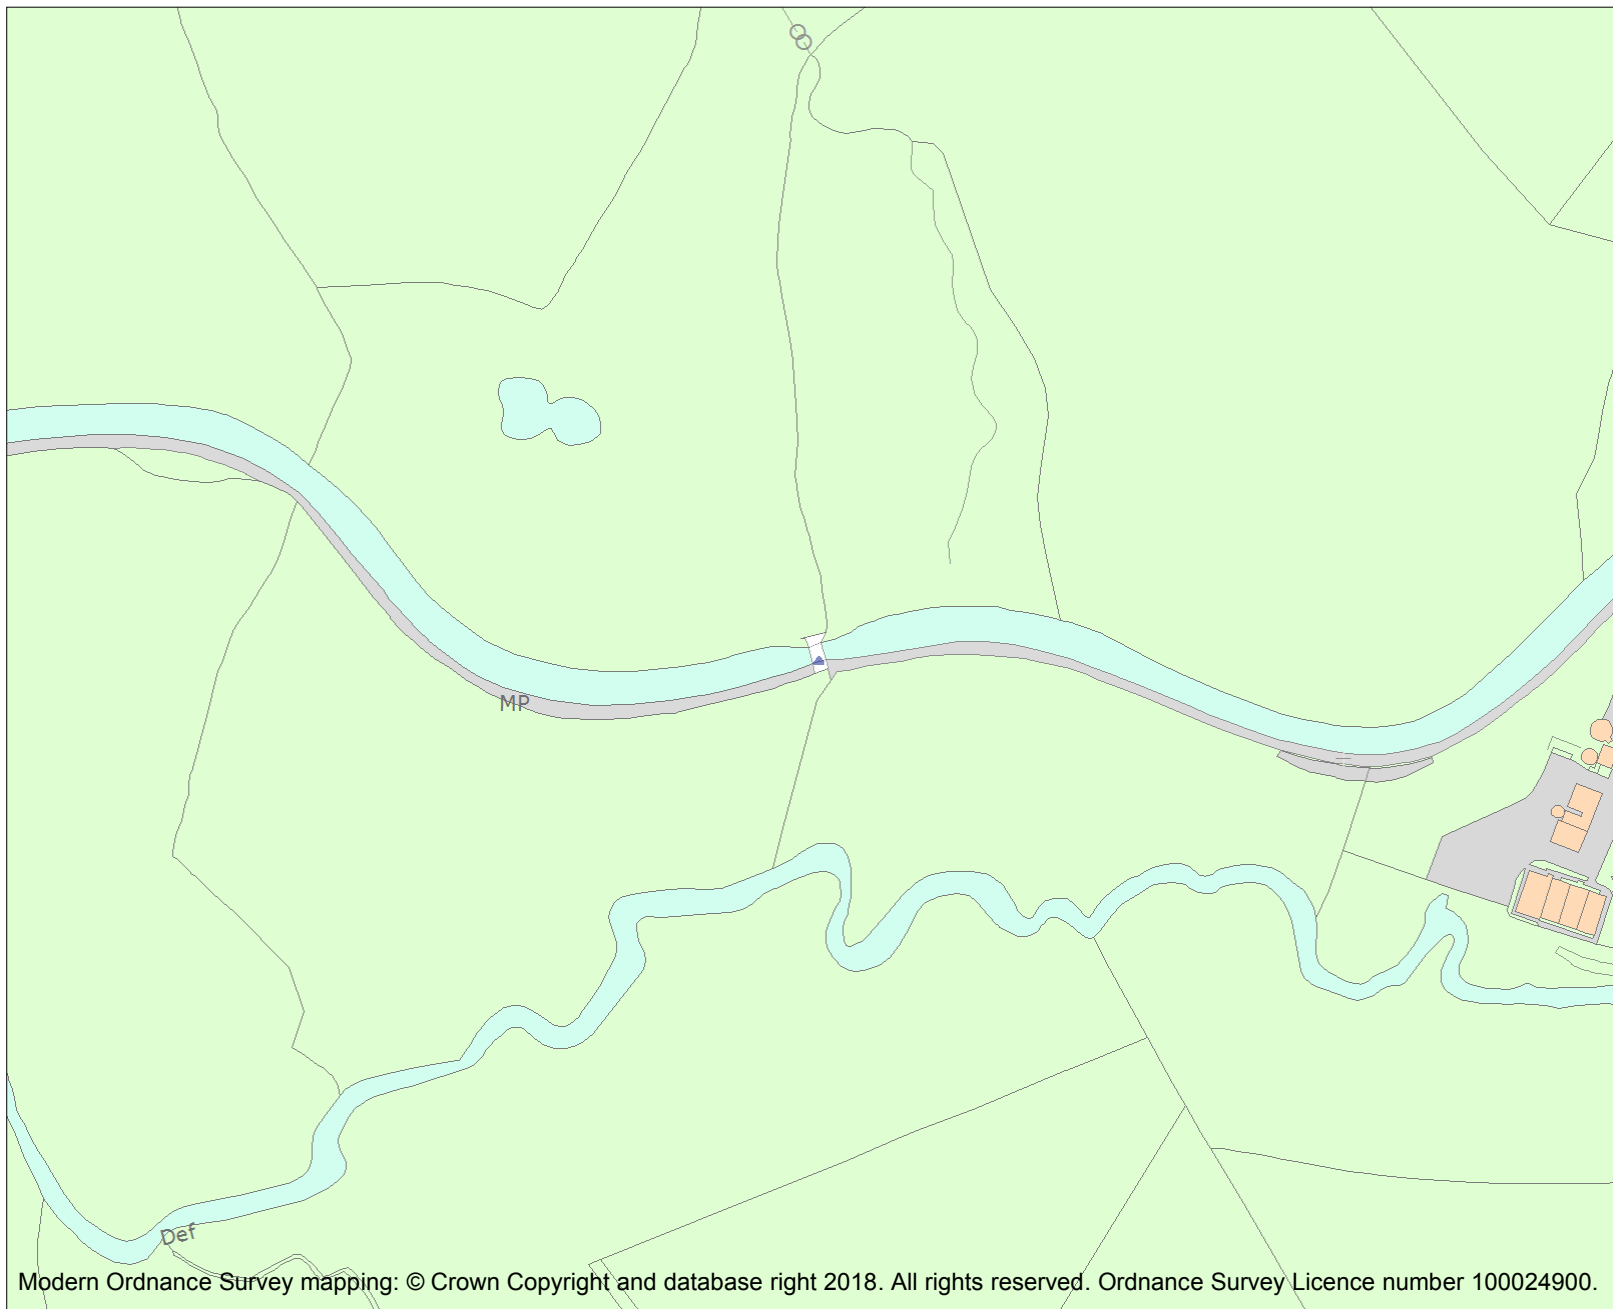 MP
Def
Modern Ordnance Survey mapping: © Crown Copyright and database right 2018. All rights reserved. Ordnance Survey Licence number 100024900.